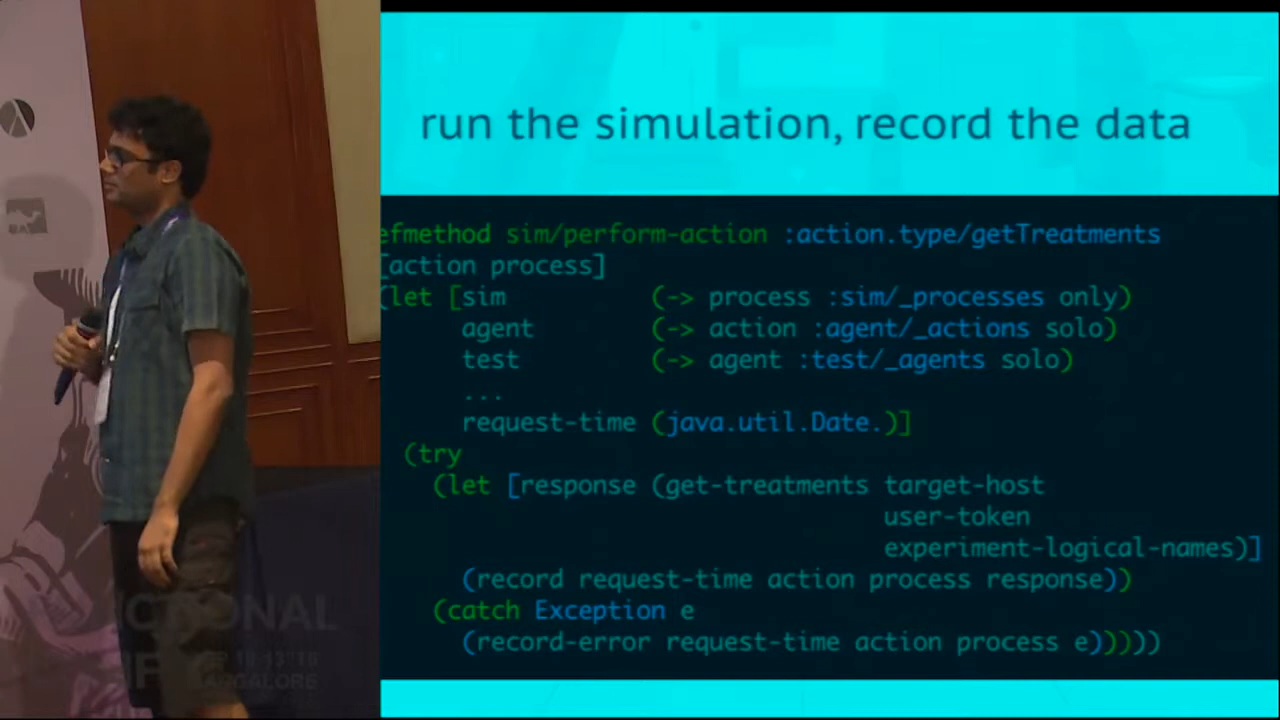 run the simulation, record the data
efmethod sim/perform-action :action.type/getTreatments
[action process]
(let [sim (-> process :sim/_processes only)
agent (-> action :agent/_actions solo)
test (-> agent :test/_agents solo)
...
request-time (java.util.Date.)]
(try
(let [response (get-treatments target-host
user-token
experiment-logical-names)]
(record request-time action process response))
(catch Exception e
(record-error request-time action process e)))))
CTIONAL